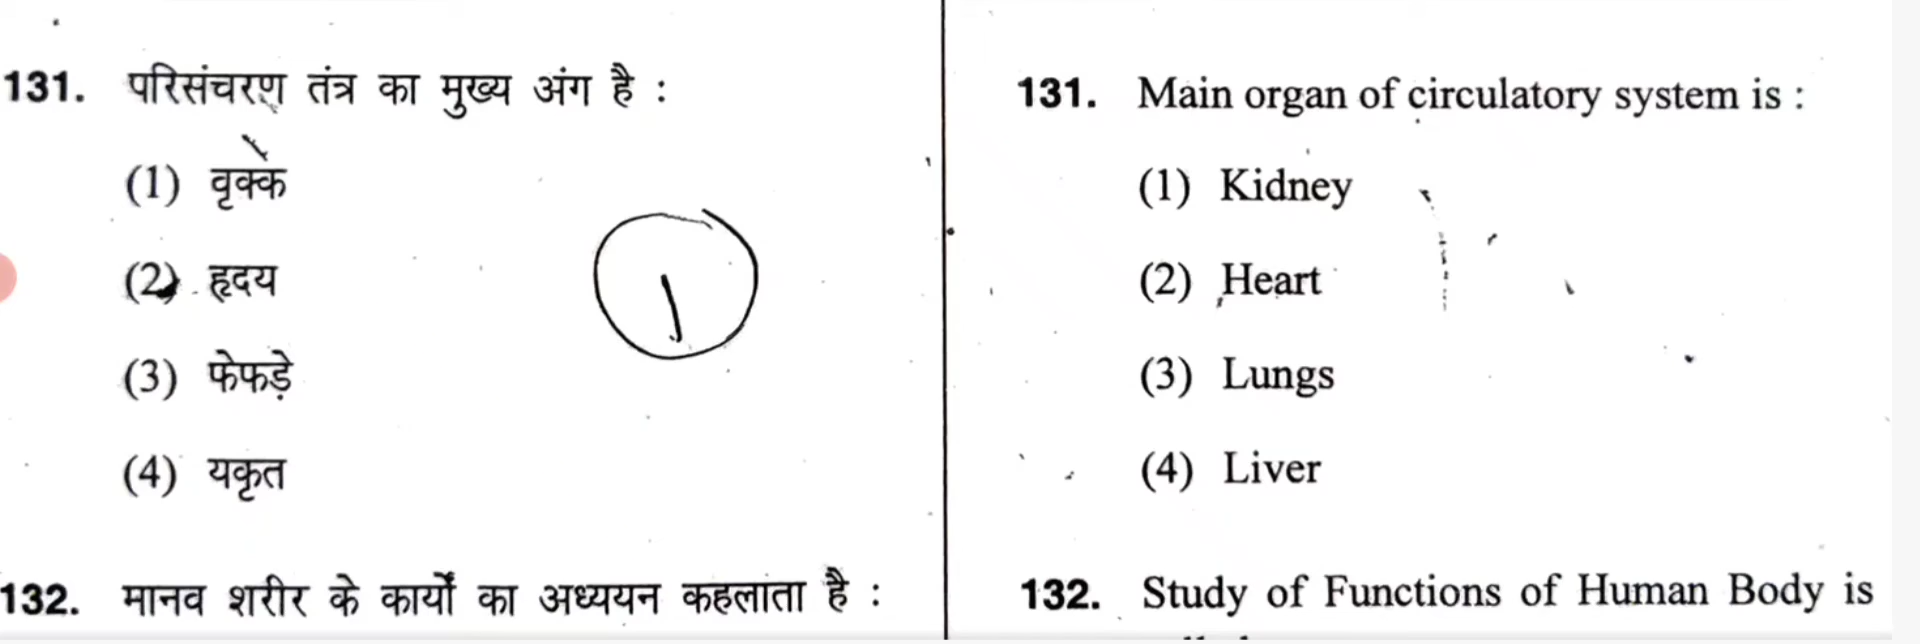 131. परिसंचरण तंत्र का मुख्य अंग है :
(1) वृक्क
(2) हृदय
(3) फेफड़े
(4) यकृत
132. मानव शरीर के कार्यों का अध्ययन कहलाता है :
131. Main organ of circulatory system is :
(1) Kidney
(2) Heart
(3) Lungs
(4) Liver
132. Study of Functions of Human Body is